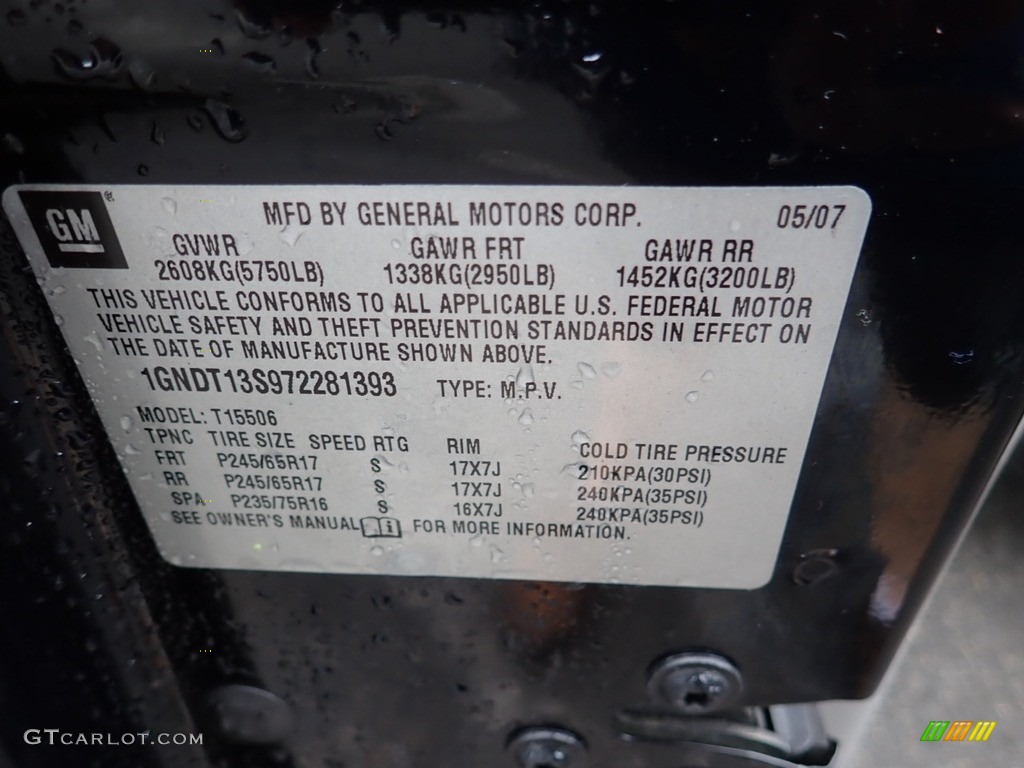 GM ®
MFD BY GENERAL MOTORS CORP. 05/07
GVWR GAWR FRT GAWR RR
2608KG(5750LB) 1338KG(2950LB) 1452KG(3200LB)
THIS VEHICLE CONFORMS TO ALL APPLICABLE U.S. FEDERAL MOTOR
VEHICLE SAFETY AND THEFT PREVENTION STANDARDS IN EFFECT ON
THE DATE OF MANUFACTURE SHOWN ABOVE.
1GNDT13S972281393 TYPE: M.P.V.
MODEL: T15506
TPNC TIRE SIZE SPEED RTG RIM COLD TIRE PRESSURE
FRT P245/65R17 S 17X7J 210KPA(30PSI)
RR P245/65R17 S 17X7J 240KPA(35PSI)
SPA P235/75R16 S 16X7J 240KPA(35PSI)
SEE OWNER'S MANUAL i FOR MORE INFORMATION.
GTCARLOT.COM